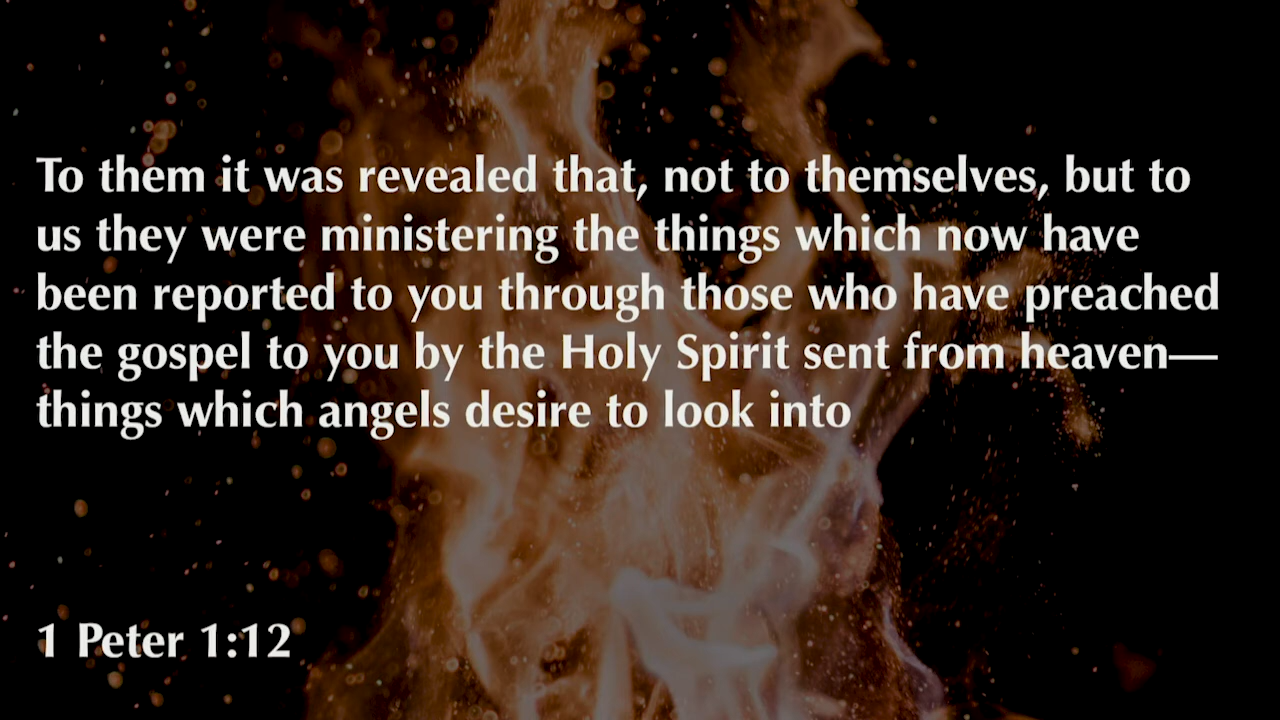 To them it was revealed that, not to themselves, but to
us they were ministering the things which now have
been reported to you through those who have preached
the gospel to you by the Holy Spirit sent from heaven—
things which angels desire to look into
1 Peter 1:12